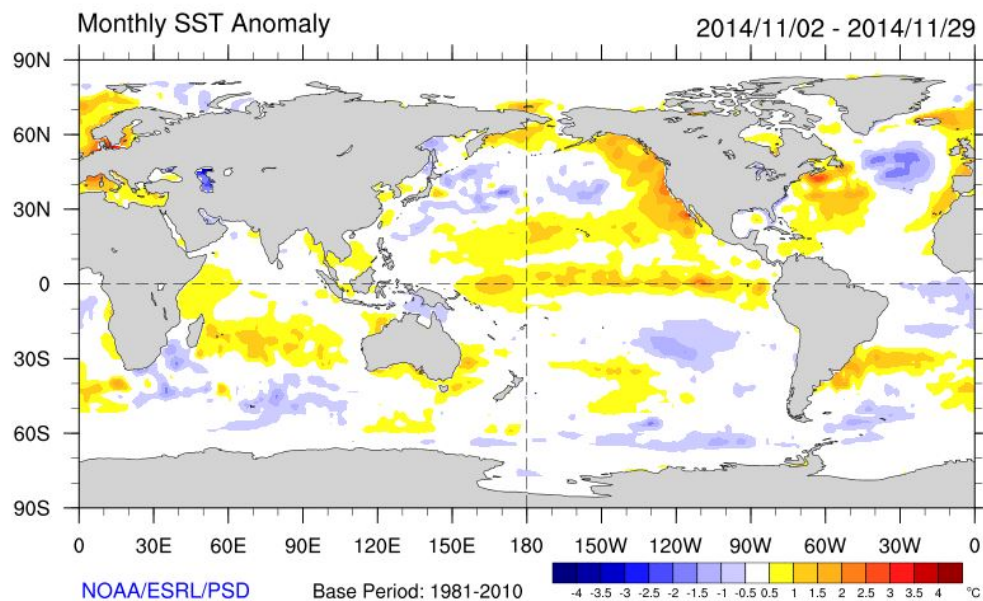 Monthly SST Anomaly 2014/11/02 - 2014/11/29
90N
60N
30N
0
30S
60S
90S
0 30E 60E 90E 120E 150E 180 150W 120W 90W 60W 30W 0
NOAA/ESRL/PSD Base Period: 1981-2010
-4 -3.5 -3 -2.5 -2 -1.5 -1 -0.5 0.5 1 1.5 2 2.5 3 3.5 4 °C